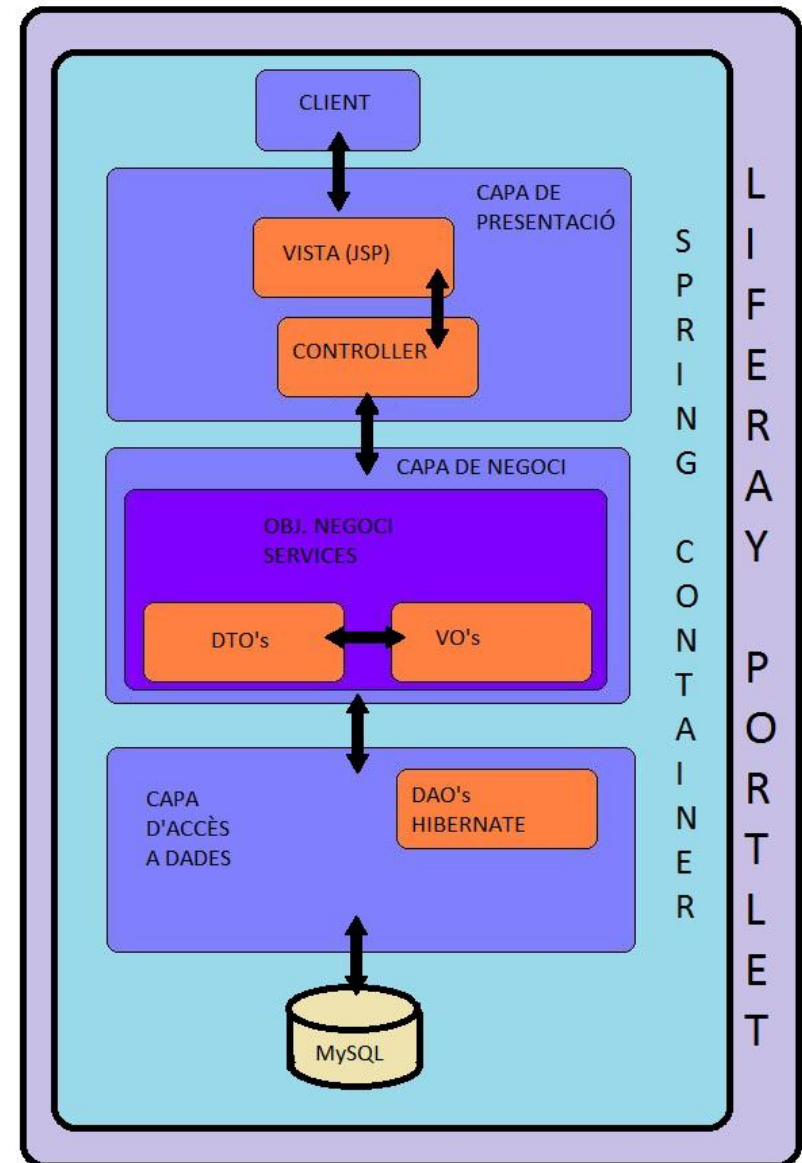 CLIENT
CAPA DE
PRESENTACIÓ
VISTA (JSP)
CONTROLLER
CAPA DE NEGOCI
OBJ. NEGOCI
SERVICES
DTO's
VO's
CAPA
D'ACCÈS
A DADES
DAO's
HIBERNATE
MySQL
SPRING CONTAINER
LIFERAY PORTLET